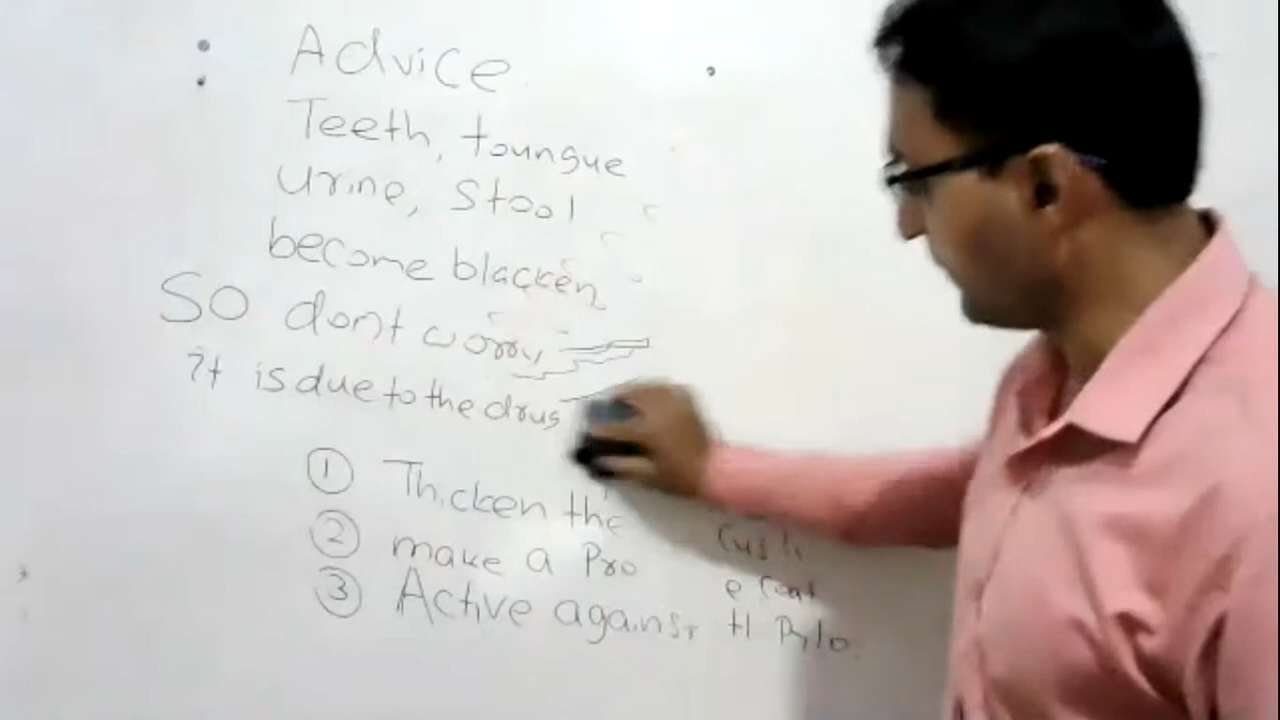 Advice
Teeth, toungue
urine, Stool
become blacken
So dont worry
it is due to the drug
① Thicken the
② make a Pro
③ Active against H Pylo